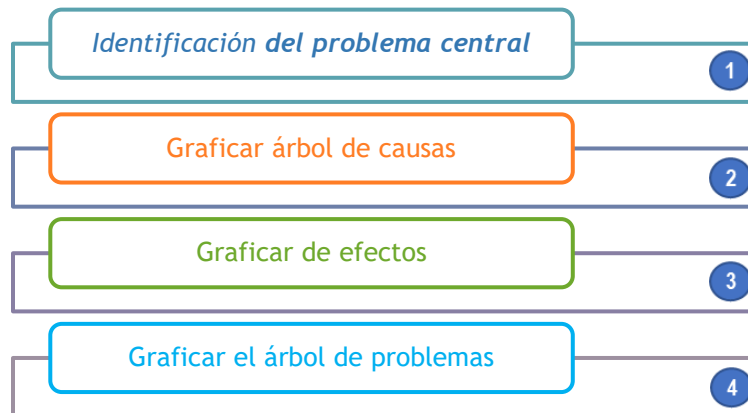 Identificación del problema central
1
Graficar árbol de causas
2
Graficar de efectos
3
Graficar el árbol de problemas
4